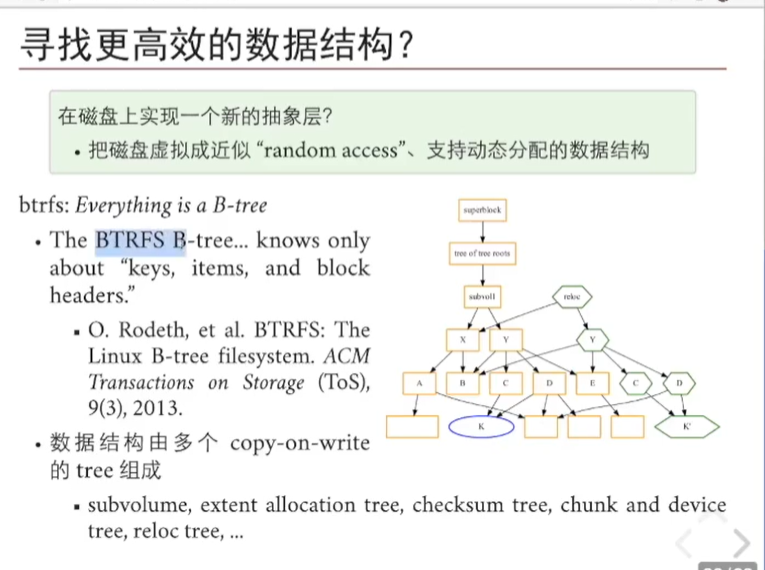 寻找更高效的数据结构?
在磁盘上实现一个新的抽象层?
• 把磁盘虚拟成近似 “random access”、支持动态分配的数据结构
btrfs: Everything is a B-tree
• The BTRFS B-tree... knows only
about “keys, items, and block
headers.”
▪ O. Rodeth, et al. BTRFS: The
Linux B-tree filesystem. ACM
Transactions on Storage (ToS),
9(3), 2013.
• 数据结构由多个 copy-on-write
的 tree 组成
▪ subvolume, extent allocation tree, checksum tree, chunk and device
tree, reloc tree, ...
superblock
tree of tree roots
subvol1 reloc
X Y Y
A B C D E C D
K K'